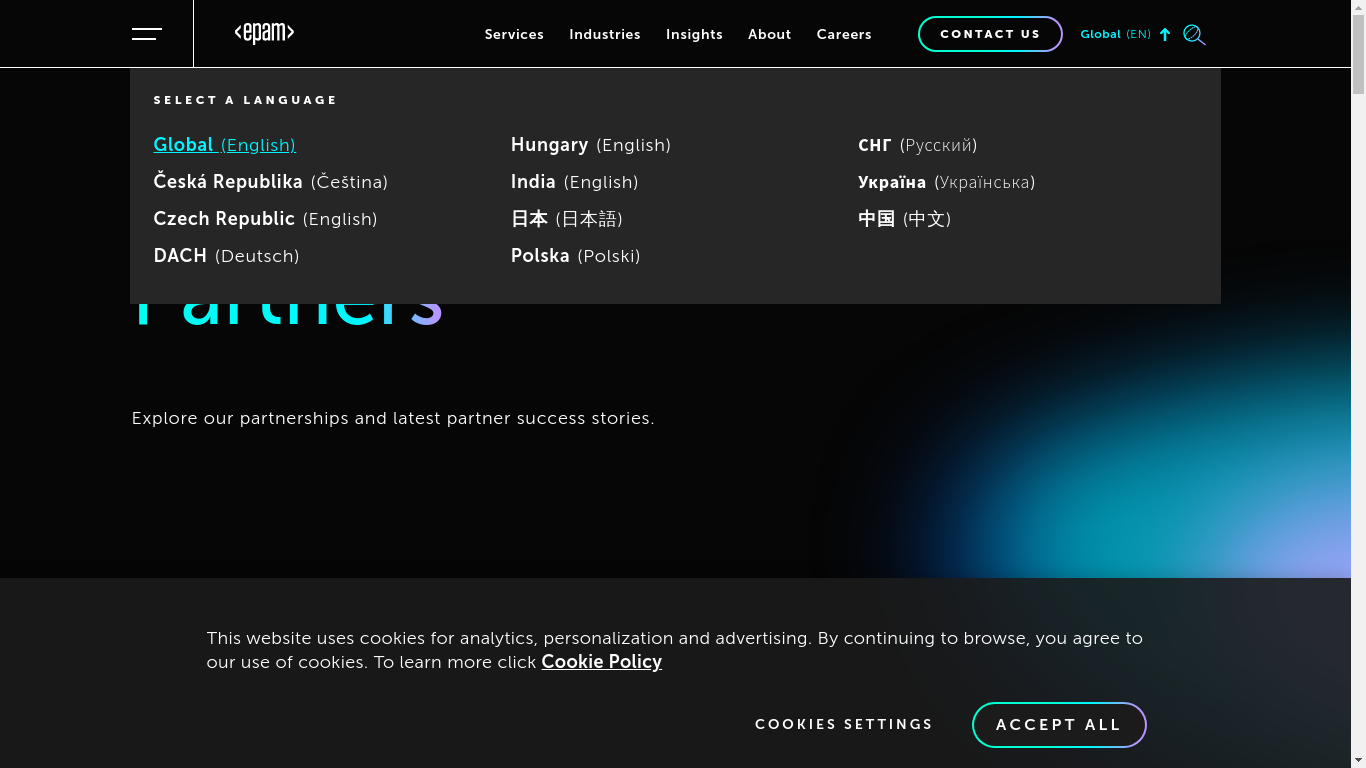 <epam>
Services Industries Insights About Careers CONTACT US Global (EN)
SELECT A LANGUAGE
Global (English)
Česká Republika (Čeština)
Czech Republic (English)
DACH (Deutsch)
Hungary (English)
India (English)
日本 (日本語)
Polska (Polski)
СНГ (Русский)
Україна (Українська)
中国 (中文)
Partners
Explore our partnerships and latest partner success stories.
This website uses cookies for analytics, personalization and advertising. By continuing to browse, you agree to
our use of cookies. To learn more click Cookie Policy
COOKIES SETTINGS ACCEPT ALL